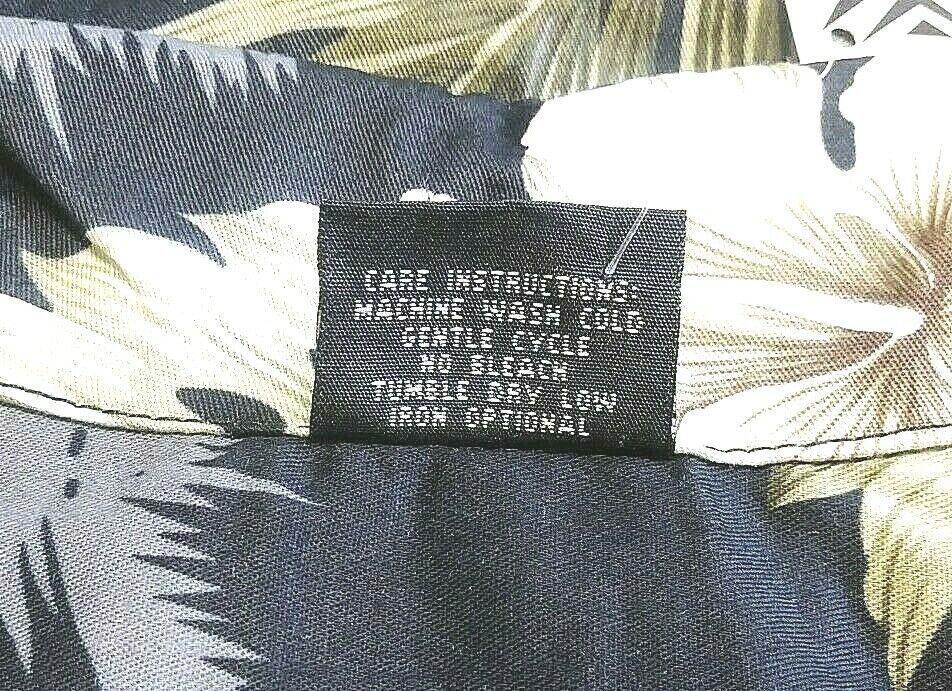 CARE INSTRUCTIONS:
MACHINE WASH COLD
GENTLE CYCLE
NO BLEACH
TUMBLE DRY LOW
IRON OPTIONAL